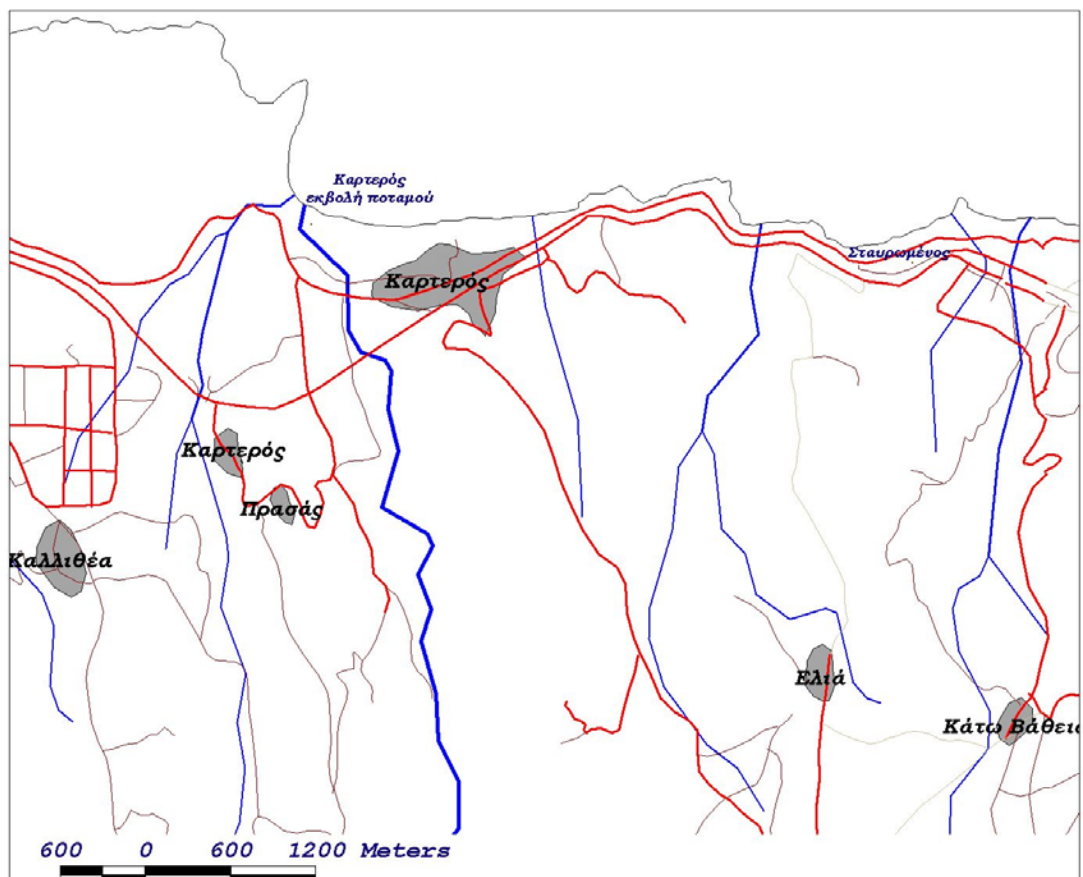 Καρτερός
εκβολή ποταμού
Σταυρωμένος
Καρτερός
Καρτερός
Πρασάς
Καλλιθέα
Ελιά
Κάτω Βάθεια
600 0 600 1200 Meters